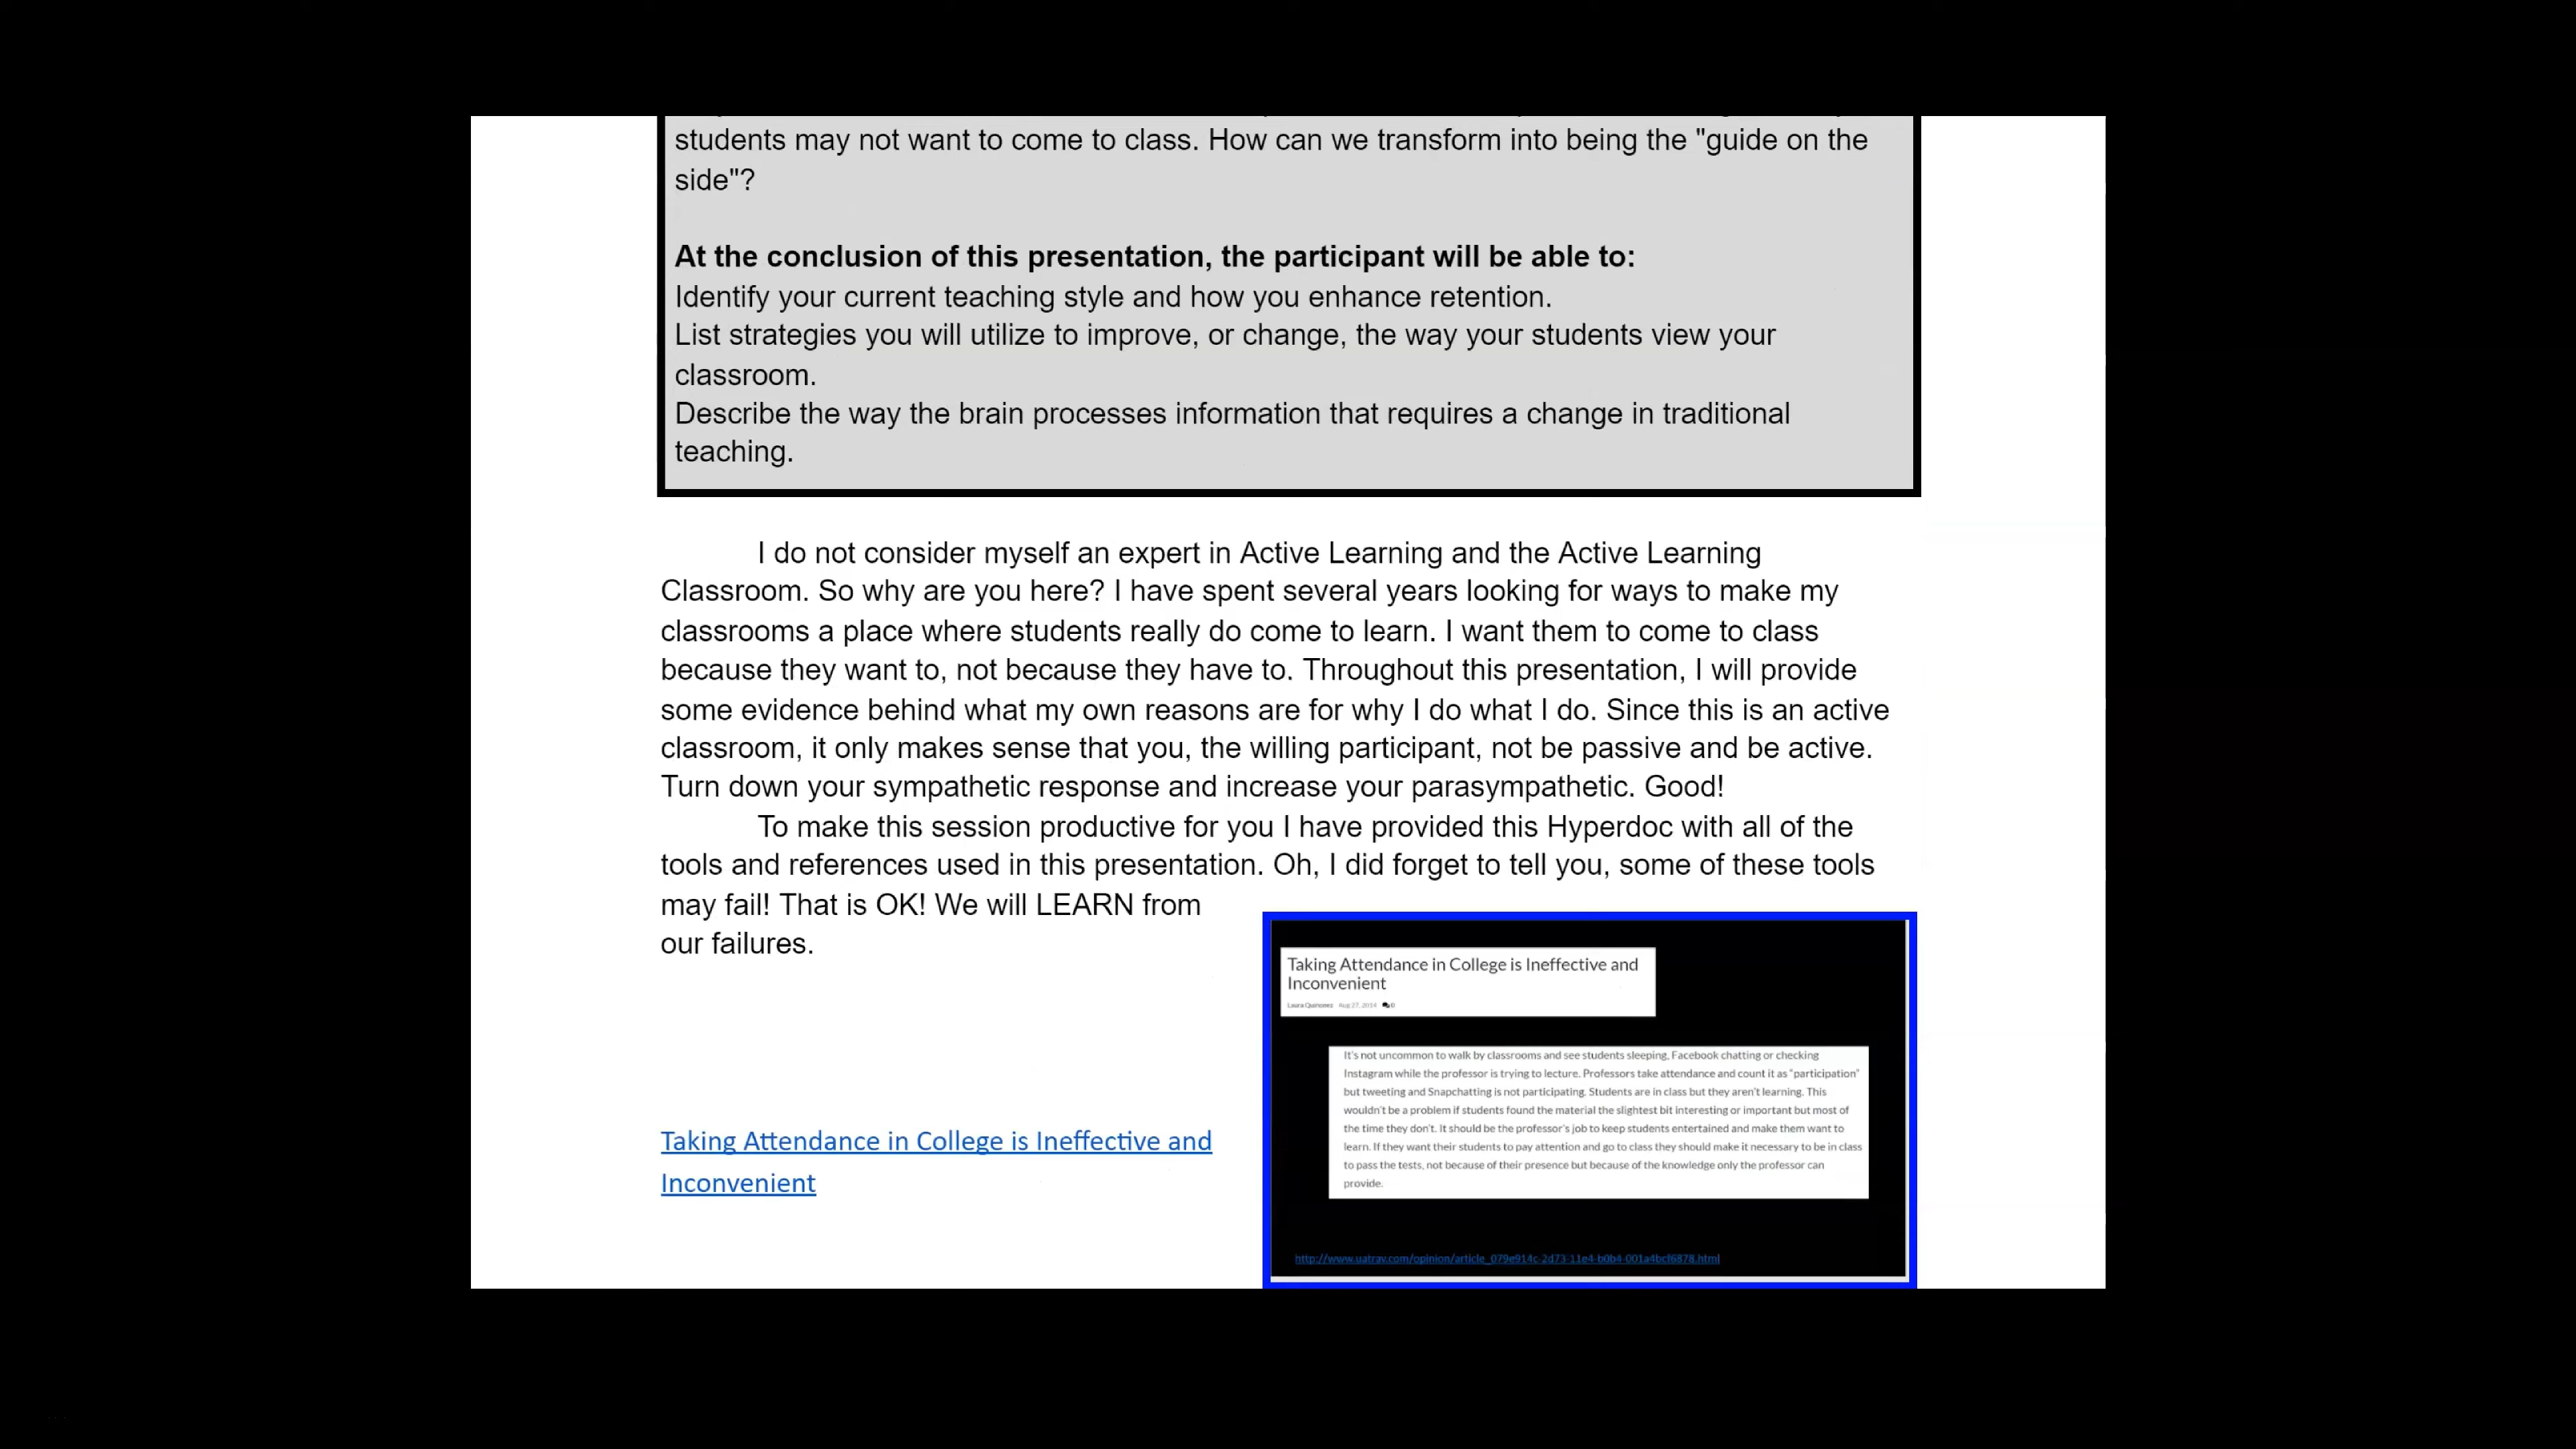 students may not want to come to class. How can we transform into being the "guide on the
side"?
At the conclusion of this presentation, the participant will be able to:
Identify your current teaching style and how you enhance retention.
List strategies you will utilize to improve, or change, the way your students view your
classroom.
Describe the way the brain processes information that requires a change in traditional
teaching.
I do not consider myself an expert in Active Learning and the Active Learning
Classroom. So why are you here? I have spent several years looking for ways to make my
classrooms a place where students really do come to learn. I want them to come to class
because they want to, not because they have to. Throughout this presentation, I will provide
some evidence behind what my own reasons are for why I do what I do. Since this is an active
classroom, it only makes sense that you, the willing participant, not be passive and be active.
Turn down your sympathetic response and increase your parasympathetic. Good!
To make this session productive for you I have provided this Hyperdoc with all of the
tools and references used in this presentation. Oh, I did forget to tell you, some of these tools
may fail! That is OK! We will LEARN from
our failures.
Taking Attendance in College is Ineffective and
Inconvenient
Taking Attendance in College is Ineffective and
Inconvenient
Laura Quinonez Aug 27, 2014 0
It's not uncommon to walk by classrooms and see students sleeping, Facebook chatting or checking
Instagram while the professor is trying to lecture. Professors take attendance and count it as "participation"
but tweeting and Snapchatting is not participating. Students are in class but they aren't learning. This
wouldn't be a problem if students found the material the slightest bit interesting or important but most of
the time they don't. It should be the professor's job to keep students entertained and make them want to
learn. If they want their students to pay attention and go to class they should make it necessary to be in class
to pass the tests, not because of their presence but because of the knowledge only the professor can
provide.
http://www.uatrav.com/opinion/article_079e914c-2d73-11e4-b0b4-001a4bcf6878.html